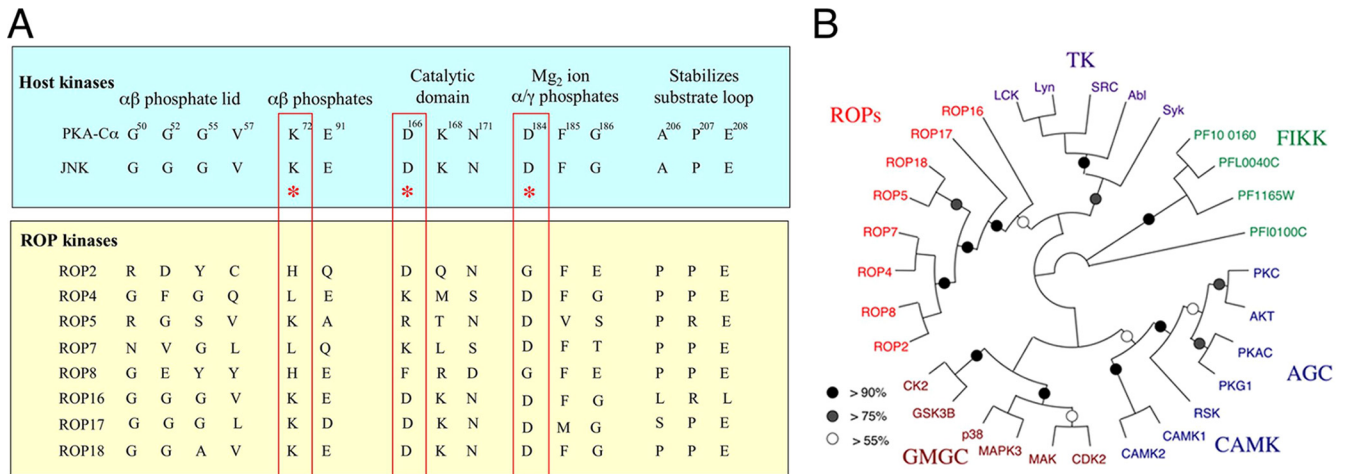 A
Host kinases
αβ phosphate lid
αβ phosphates
Catalytic
domain
Mg2 ion
α/γ phosphates
Stabilizes
substrate loop
PKA-Cα G50 G52 G55 V57 K72 E91 D166 K168 N171 D184 F185 G186 A206 P207 E208
JNK G G G V K E D K N D F G A P E
* * *
ROP kinases
ROP2 R D Y C H Q D Q N G F E P P E
ROP4 G F G Q L E K M S D F G P P E
ROP5 R G S V K A R T N D V S P R E
ROP7 N V G L L Q K L S D F T P P E
ROP8 G E Y Y H E F R D G F E P P E
ROP16 G G G V K E D K N D F G L R L
ROP17 G G G L K D D K N D M G S P E
ROP18 G G A V K E D K N D F G P P E
B
TK
LCK
Lyn
SRC
Abl
Syk
ROPs
ROP16
ROP17
ROP18
ROP5
ROP7
ROP4
ROP8
ROP2
FIKK
PF10 0160
PFL0040C
PF1165W
PFI0100C
PKC
AKT
PKAC
PKG1
AGC
RSK
CAMK1
CAMK2
CAMK
CDK2
MAK
MAPK3
p38
GSK3B
CK2
GMGC
> 90%
> 75%
> 55%